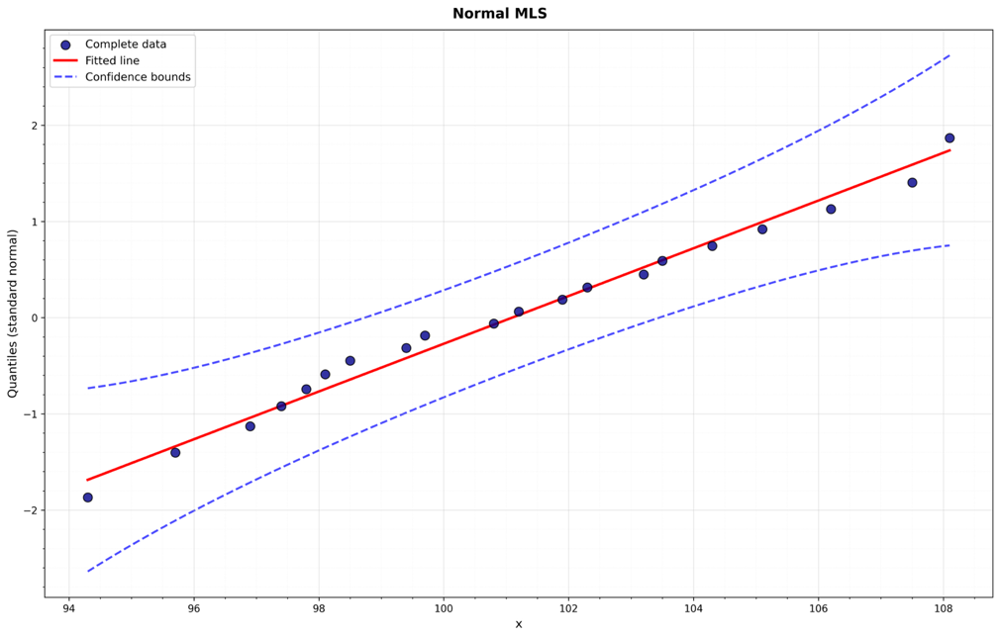 Normal MLS
Complete data
Fitted line
Confidence bounds
Quantiles (standard normal)
2
1
0
−1
−2
94
96
98
100
102
104
106
108
x